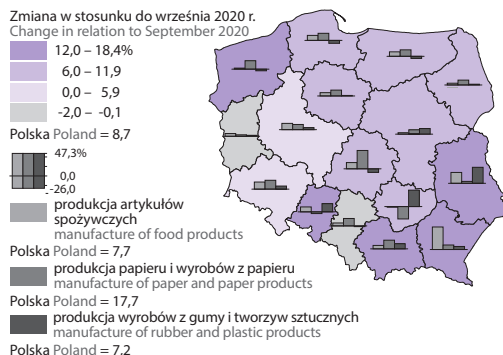 Zmiana w stosunku do września 2020 r.
Change in relation to September 2020
12,0 – 18,4%
6,0 – 11,9
0,0 – 5,9
-2,0 – -0,1
Polska Poland = 8,7
47,3%
0,0
-26,0
produkcja artykułów
spożywczych
manufacture of food products
Polska Poland = 7,7
produkcja papieru i wyrobów z papieru
manufacture of paper and paper products
Polska Poland = 17,7
produkcja wyrobów z gumy i tworzyw sztucznych
manufacture of rubber and plastic products
Polska Poland = 7,2